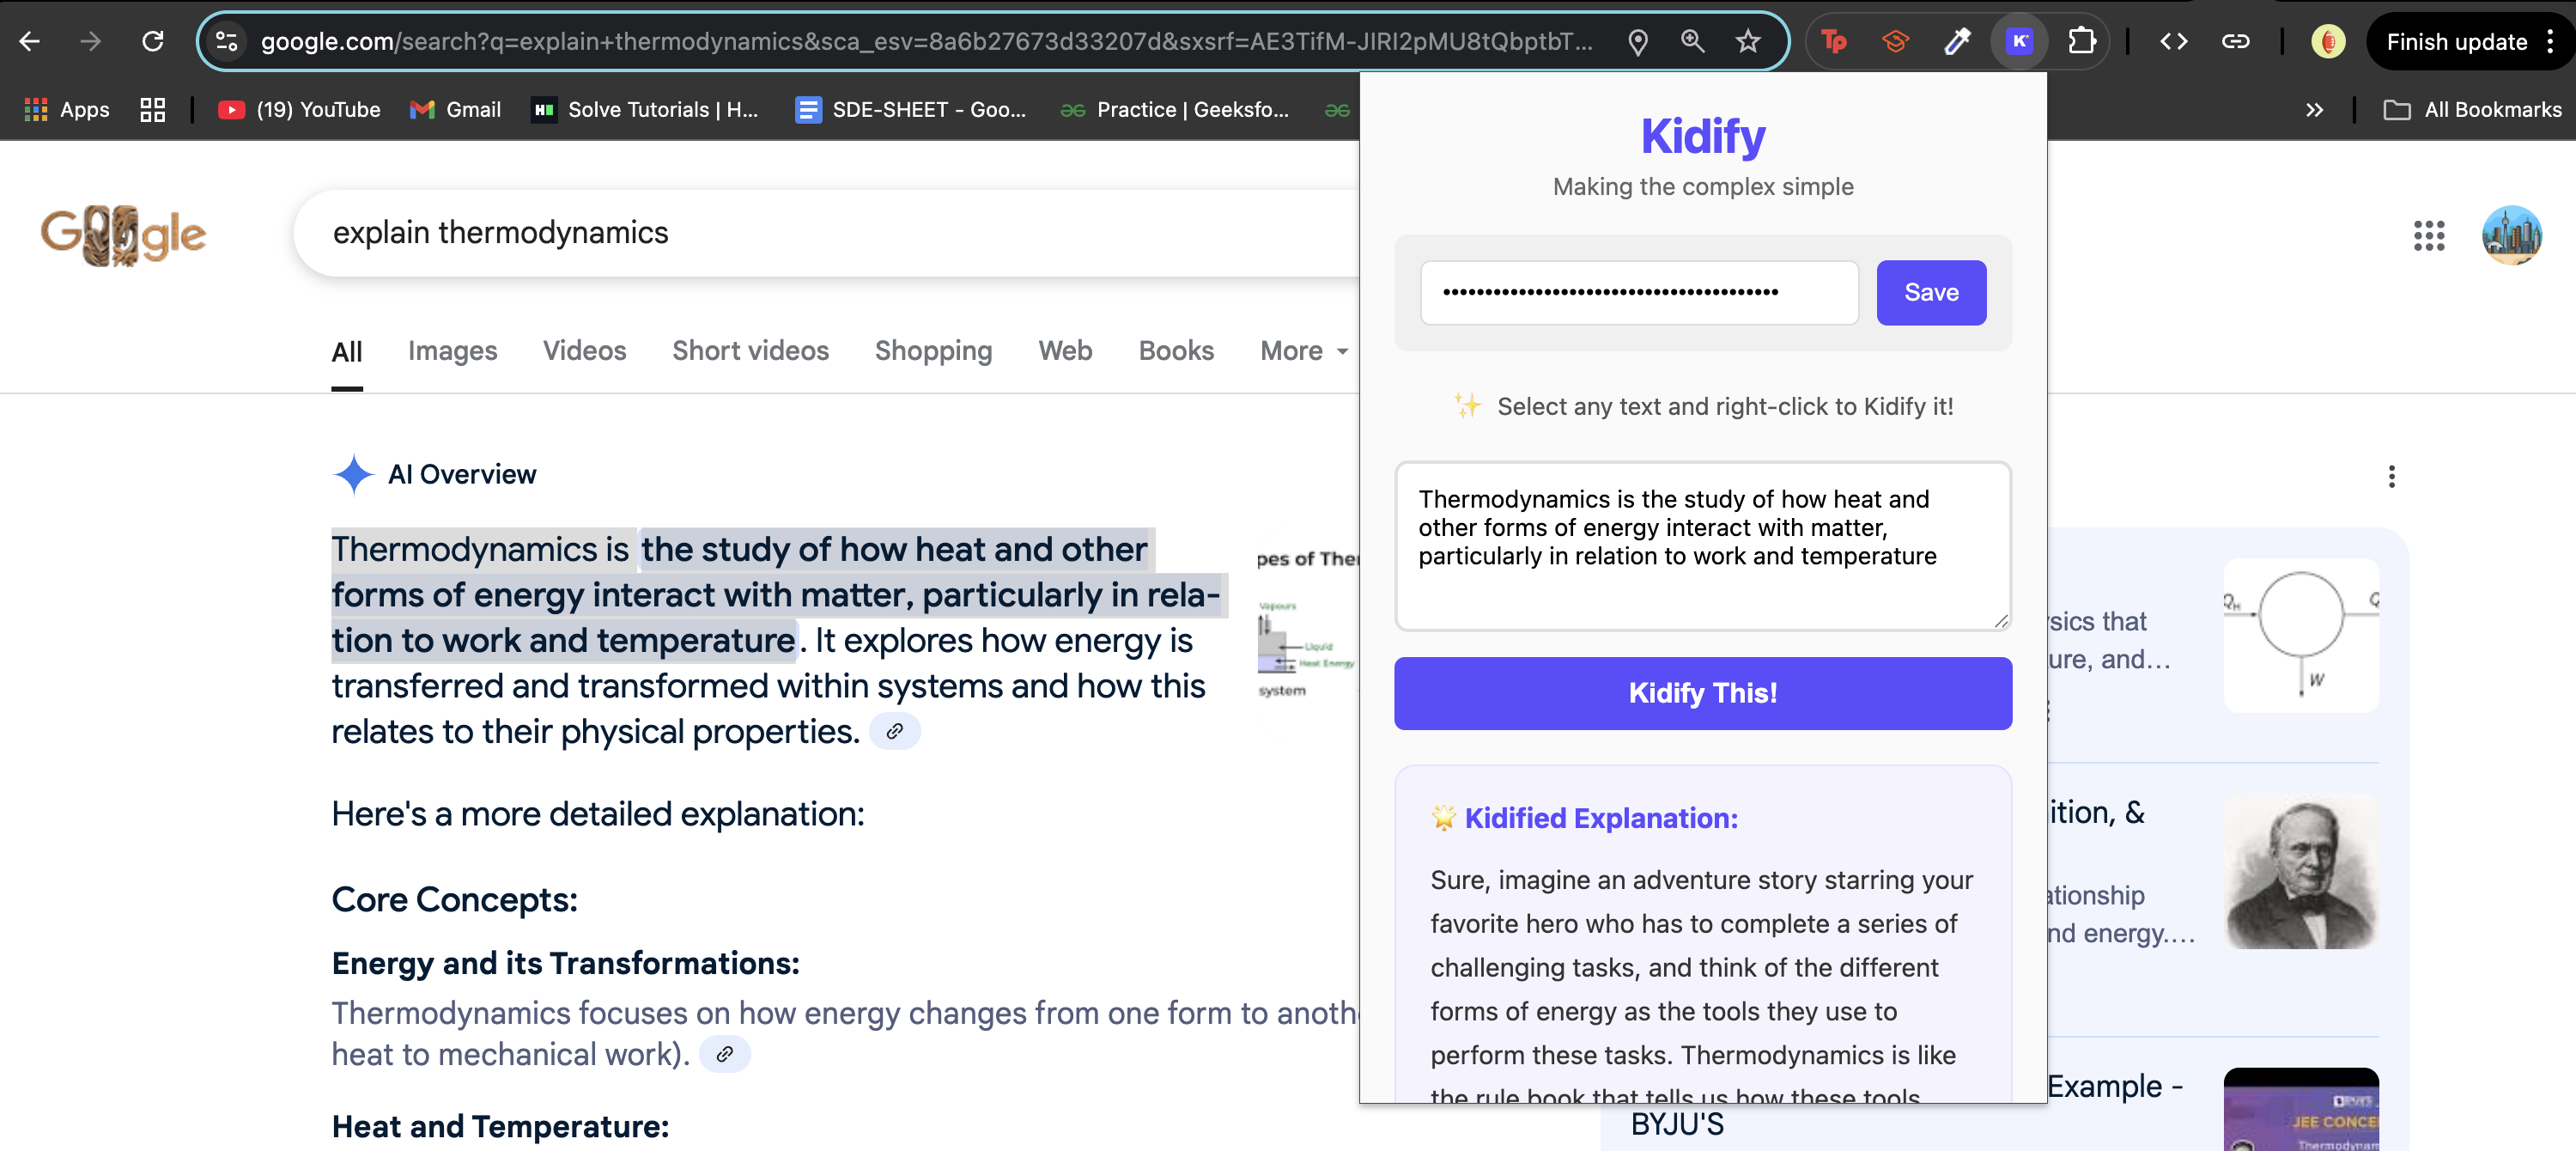 google.com/search?q=explain+thermodynamics&sca_esv=8a6b27673d33207d&sxsrf=AE3TifM-JIRI2pMU8tQbptbT...
Tp
K
Finish update
Apps
(19) YouTube
Gmail
Solve Tutorials | H...
SDE-SHEET - Goo...
Practice | Geeksfo...
All Bookmarks
Google
explain thermodynamics
All
Images
Videos
Short videos
Shopping
Web
Books
More
AI Overview
Thermodynamics is the study of how heat and other
forms of energy interact with matter, particularly in rela-
tion to work and temperature. It explores how energy is
transferred and transformed within systems and how this
relates to their physical properties.
Here's a more detailed explanation:
Core Concepts:
Energy and its Transformations:
Thermodynamics focuses on how energy changes from one form to anoth
heat to mechanical work).
Heat and Temperature:
pes of Ther
Vapours
Liquid
Heat Energy
system
Kidify
Making the complex simple
••••••••••••••••••••••••••••••••••••••••
Save
✨ Select any text and right-click to Kidify it!
Thermodynamics is the study of how heat and
other forms of energy interact with matter,
particularly in relation to work and temperature
Kidify This!
🌟 Kidified Explanation:
Sure, imagine an adventure story starring your
favorite hero who has to complete a series of
challenging tasks, and think of the different
forms of energy as the tools they use to
perform these tasks. Thermodynamics is like
the rule book that tells us how these tools
sics that
ure, and...
QH
Q
W
ition, &
ationship
nd energy....
Example -
BYJU'S
JEE CONCE
Thermodynam